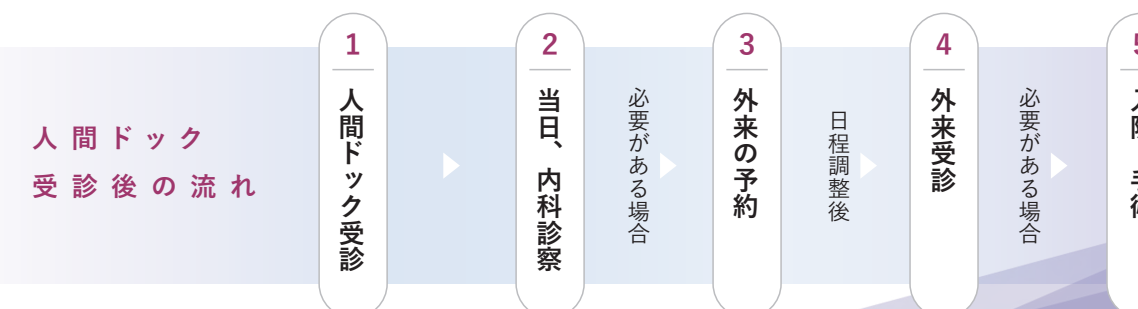 人間ドック
受診後の流れ
1
人間ドック受診
2
当日、内科診察
必要がある場合
3
外来の予約
日程調整後
4
外来受診
必要がある場合